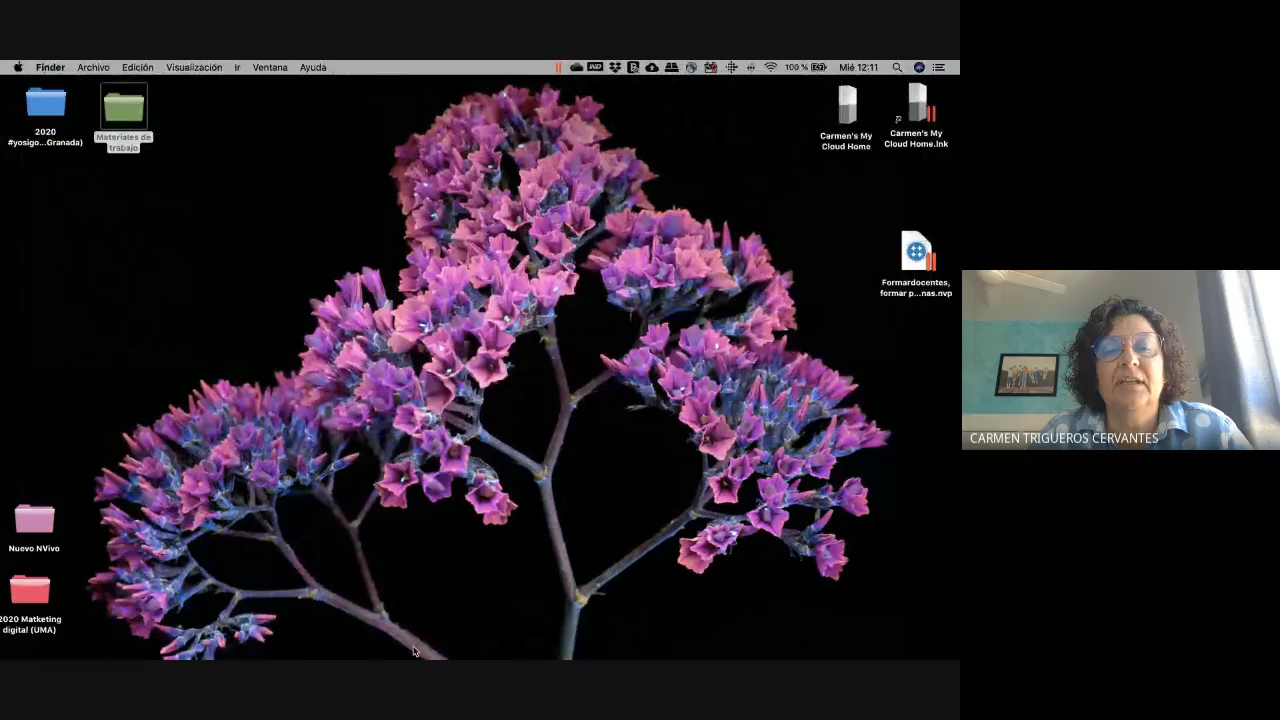 Finder Archivo Edición Visualización Ir Ventana Ayuda
WD
100 %
Mié 12:11
2020
#yosigo...Granada)
Materiales de
trabajo
Carmen's My
Cloud Home
Carmen's My
Cloud Home.lnk
Formardocentes,
formar p...nas.nvp
CARMEN TRIGUEROS CERVANTES
Nuevo NVivo
2020 Matketing
digital (UMA)